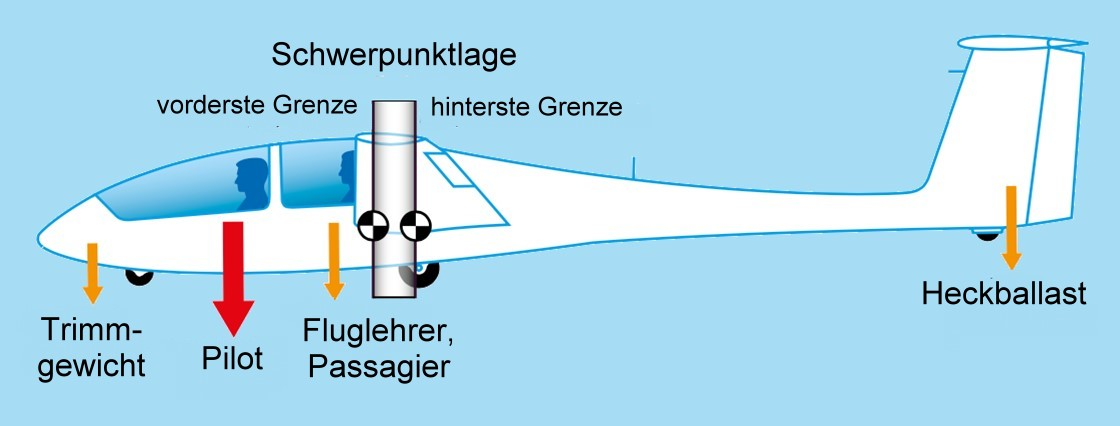 Schwerpunktlage
vorderste Grenze
hinterste Grenze
Trimm-
gewicht
Pilot
Fluglehrer,
Passagier
Heckballast